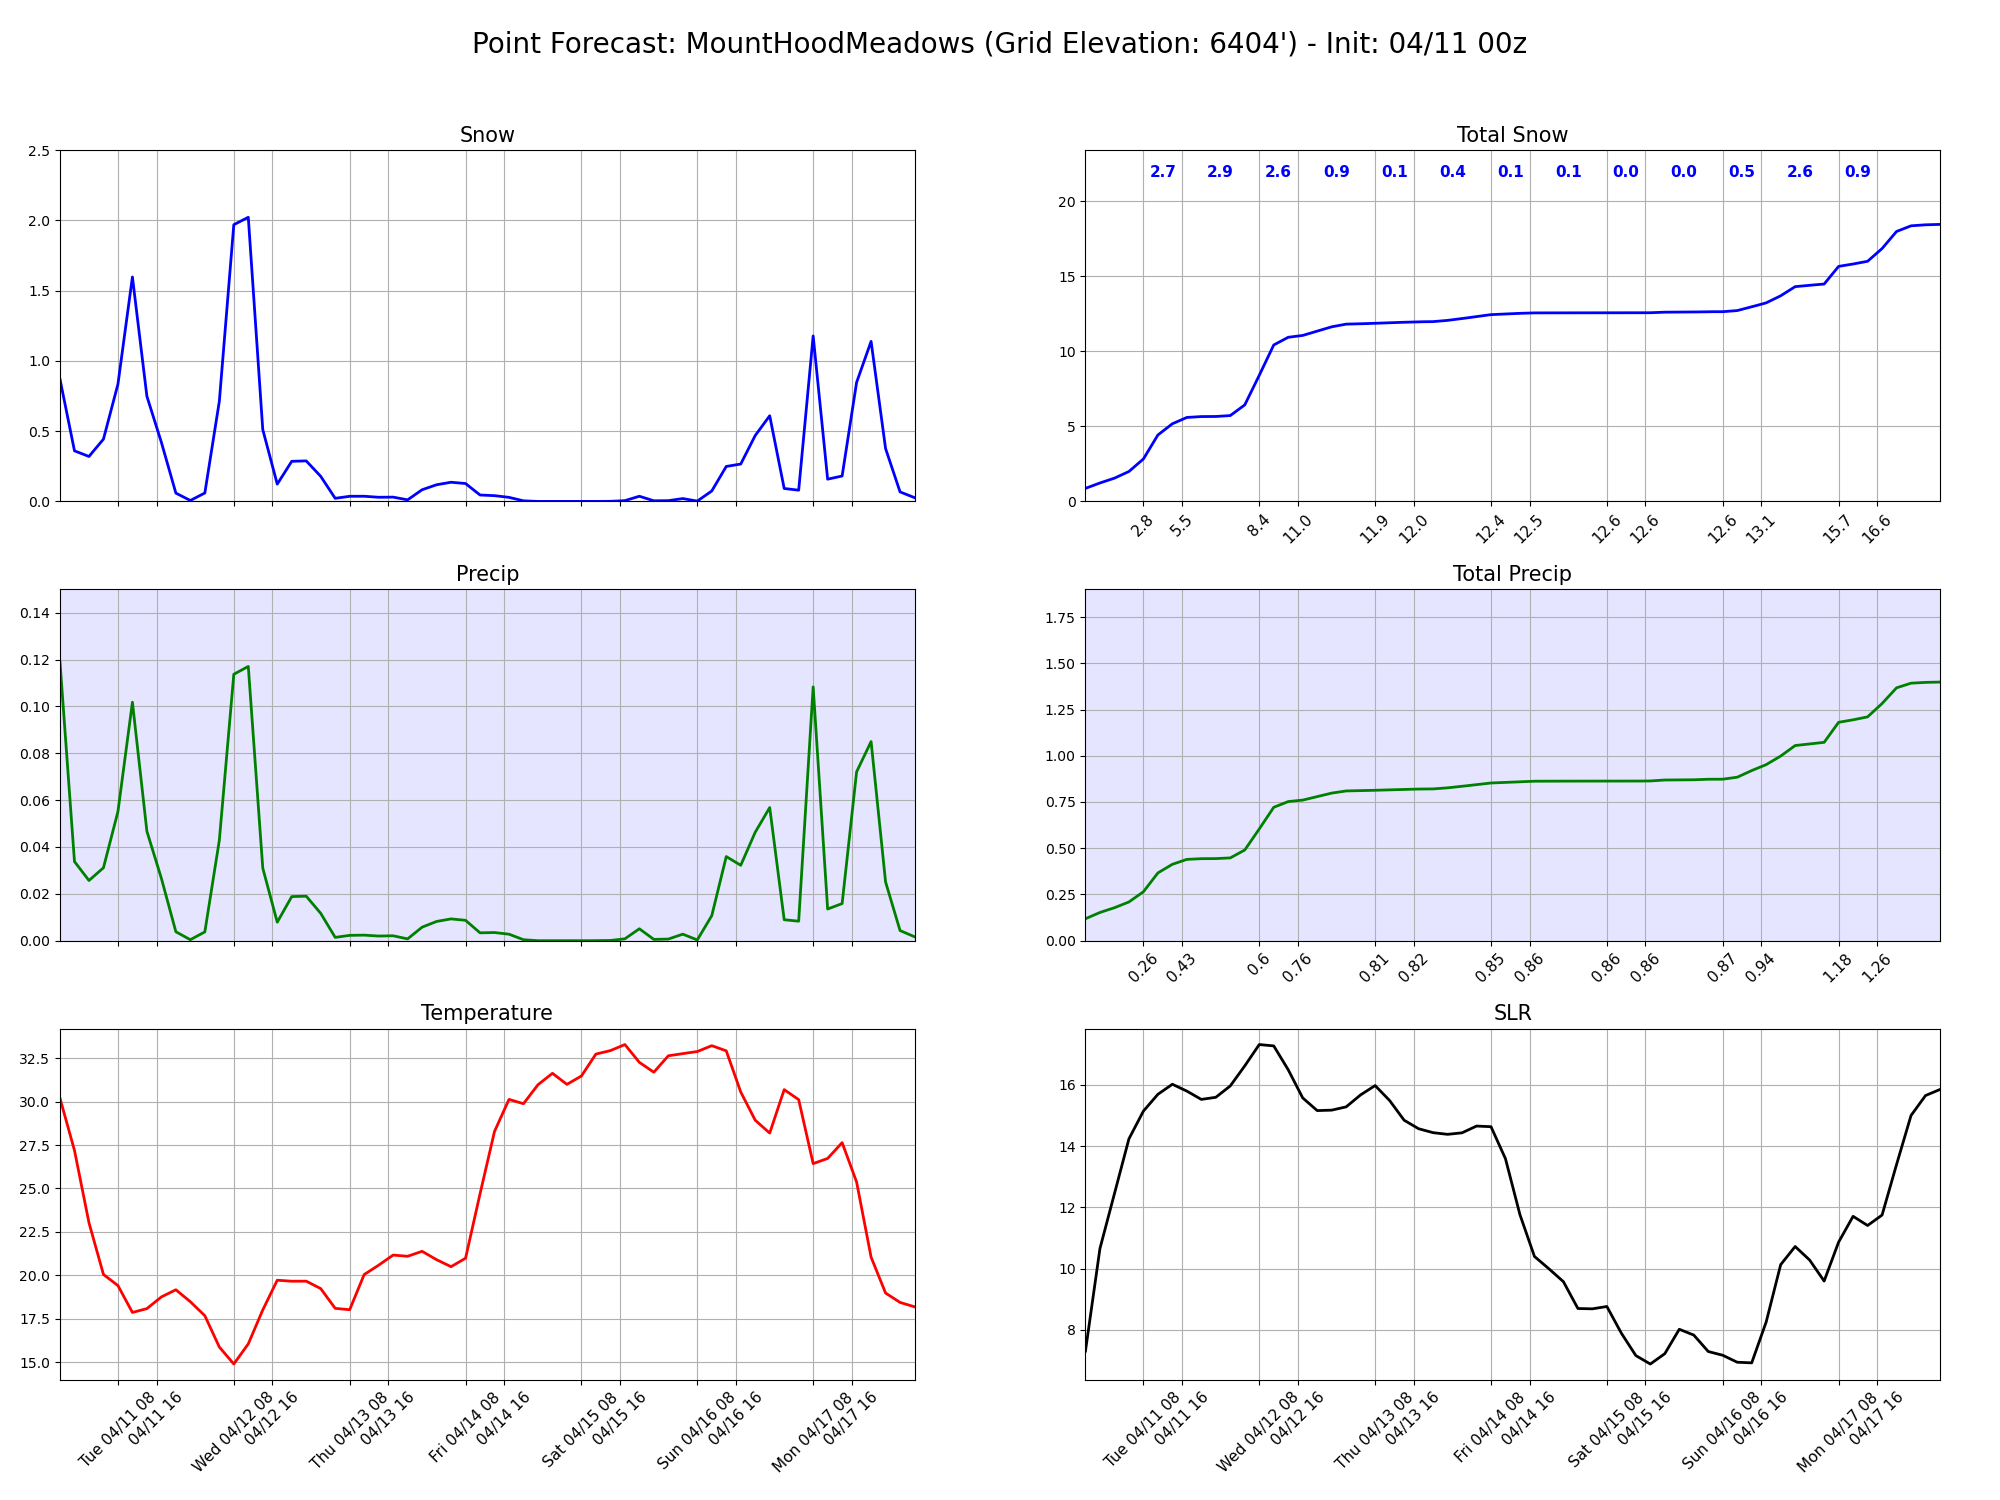 Point Forecast: MountHoodMeadows (Grid Elevation: 6404') - Init: 04/11 00z
Snow
2.5
2.0
1.5
1.0
0.5
0.0
Total Snow
2.7 2.9 2.6 0.9 0.1 0.4 0.1 0.1 0.0 0.0 0.5 2.6 0.9
20
15
10
5
0
2.8 5.5 8.4 11.0 11.9 12.0 12.4 12.5 12.6 12.6 12.6 13.1 15.7 16.6
Precip
0.14
0.12
0.10
0.08
0.06
0.04
0.02
0.00
Total Precip
1.75
1.50
1.25
1.00
0.75
0.50
0.25
0.00
0.26 0.43 0.6 0.76 0.81 0.82 0.85 0.86 0.86 0.86 0.87 0.94 1.18 1.26
Temperature
32.5
30.0
27.5
25.0
22.5
20.0
17.5
15.0
Tue 04/11 08
04/11 16
Wed 04/12 08
04/12 16
Thu 04/13 08
04/13 16
Fri 04/14 08
04/14 16
Sat 04/15 08
04/15 16
Sun 04/16 08
04/16 16
Mon 04/17 08
04/17 16
SLR
16
14
12
10
8
Tue 04/11 08
04/11 16
Wed 04/12 08
04/12 16
Thu 04/13 08
04/13 16
Fri 04/14 08
04/14 16
Sat 04/15 08
04/15 16
Sun 04/16 08
04/16 16
Mon 04/17 08
04/17 16